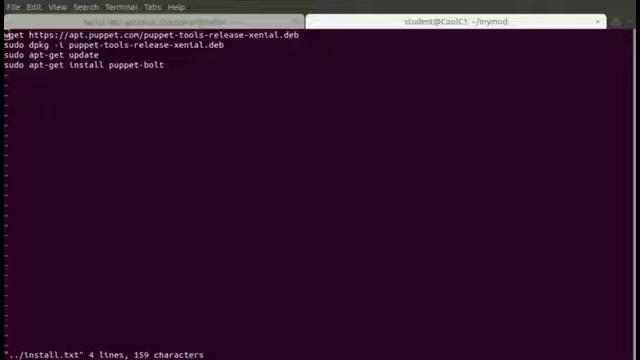 File Edit View Search Terminal Tabs Help
student@CaolC1: ~/mymod
wget https://apt.puppet.com/puppet-tools-release-xenial.deb
sudo dpkg -i puppet-tools-release-xenial.deb
sudo apt-get update
sudo apt-get install puppet-bolt
"../install.txt" 4 lines, 159 characters